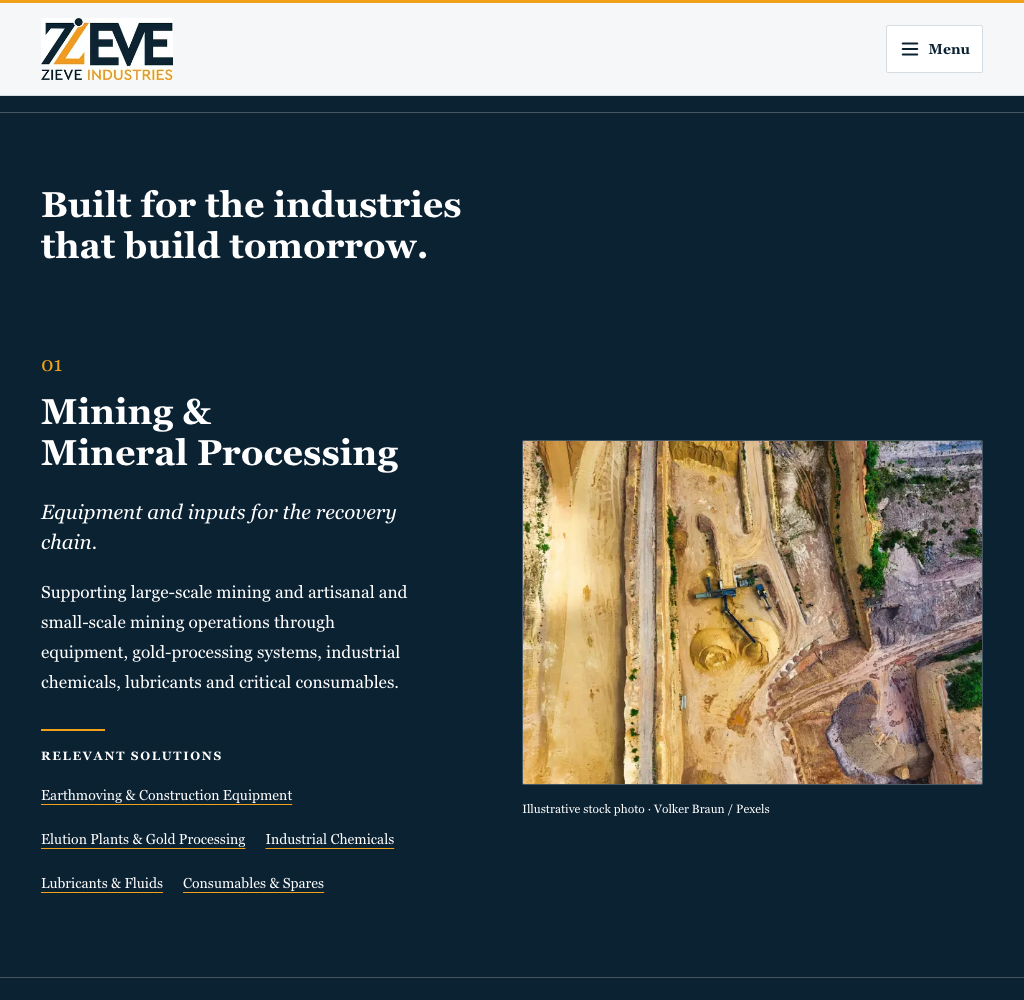 ZIEVE
ZIEVE INDUSTRIES
Menu
Built for the industries
that build tomorrow.
01
Mining &
Mineral Processing
Equipment and inputs for the recovery
chain.
Supporting large-scale mining and artisanal and
small-scale mining operations through
equipment, gold-processing systems, industrial
chemicals, lubricants and critical consumables.
RELEVANT SOLUTIONS
Earthmoving & Construction Equipment
Elution Plants & Gold Processing Industrial Chemicals
Lubricants & Fluids Consumables & Spares
Illustrative stock photo · Volker Braun / Pexels